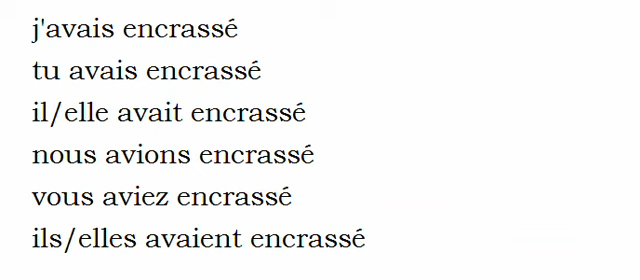 j'avais encrassé
tu avais encrassé
il/elle avait encrassé
nous avions encrassé
vous aviez encrassé
ils/elles avaient encrassé